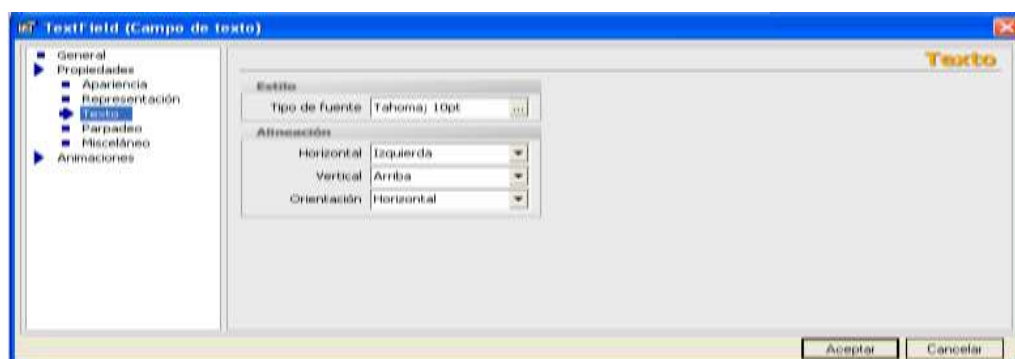 TextField (Campo de texto)
General
Propiedades
Apariencia
Representación
Texto
Parpadeo
Misceláneo
Animaciones
Texto
Estilo
Tipo de fuente Tahoma; 10pt ...
Alineación
Horizontal Izquierda
Vertical Arriba
Orientación Horizontal
Aceptar Cancelar